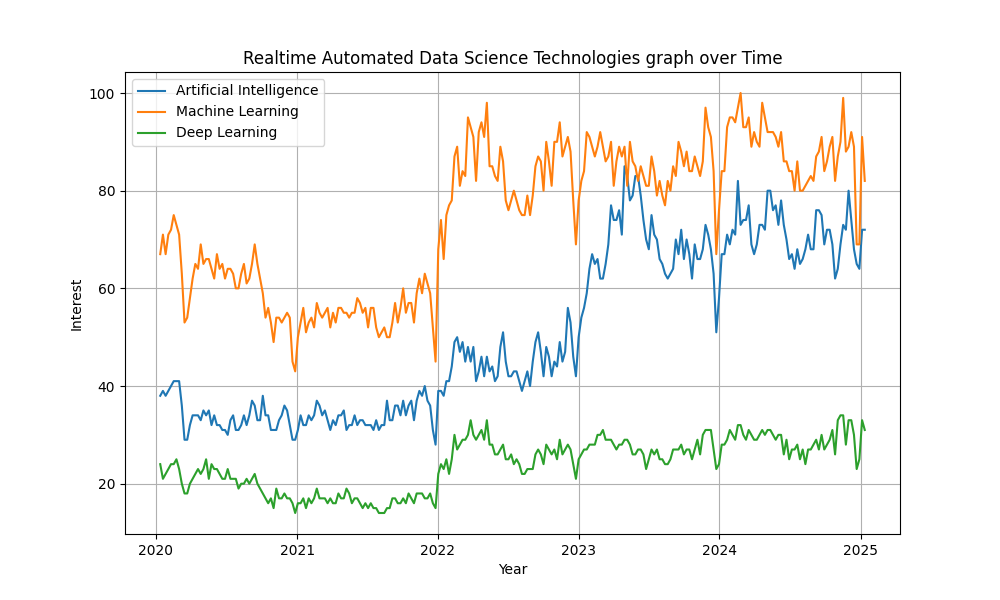 Realtime Automated Data Science Technologies graph over Time
Artificial Intelligence
Machine Learning
Deep Learning
Interest
100
80
60
40
20
2020 2021 2022 2023 2024 2025
Year